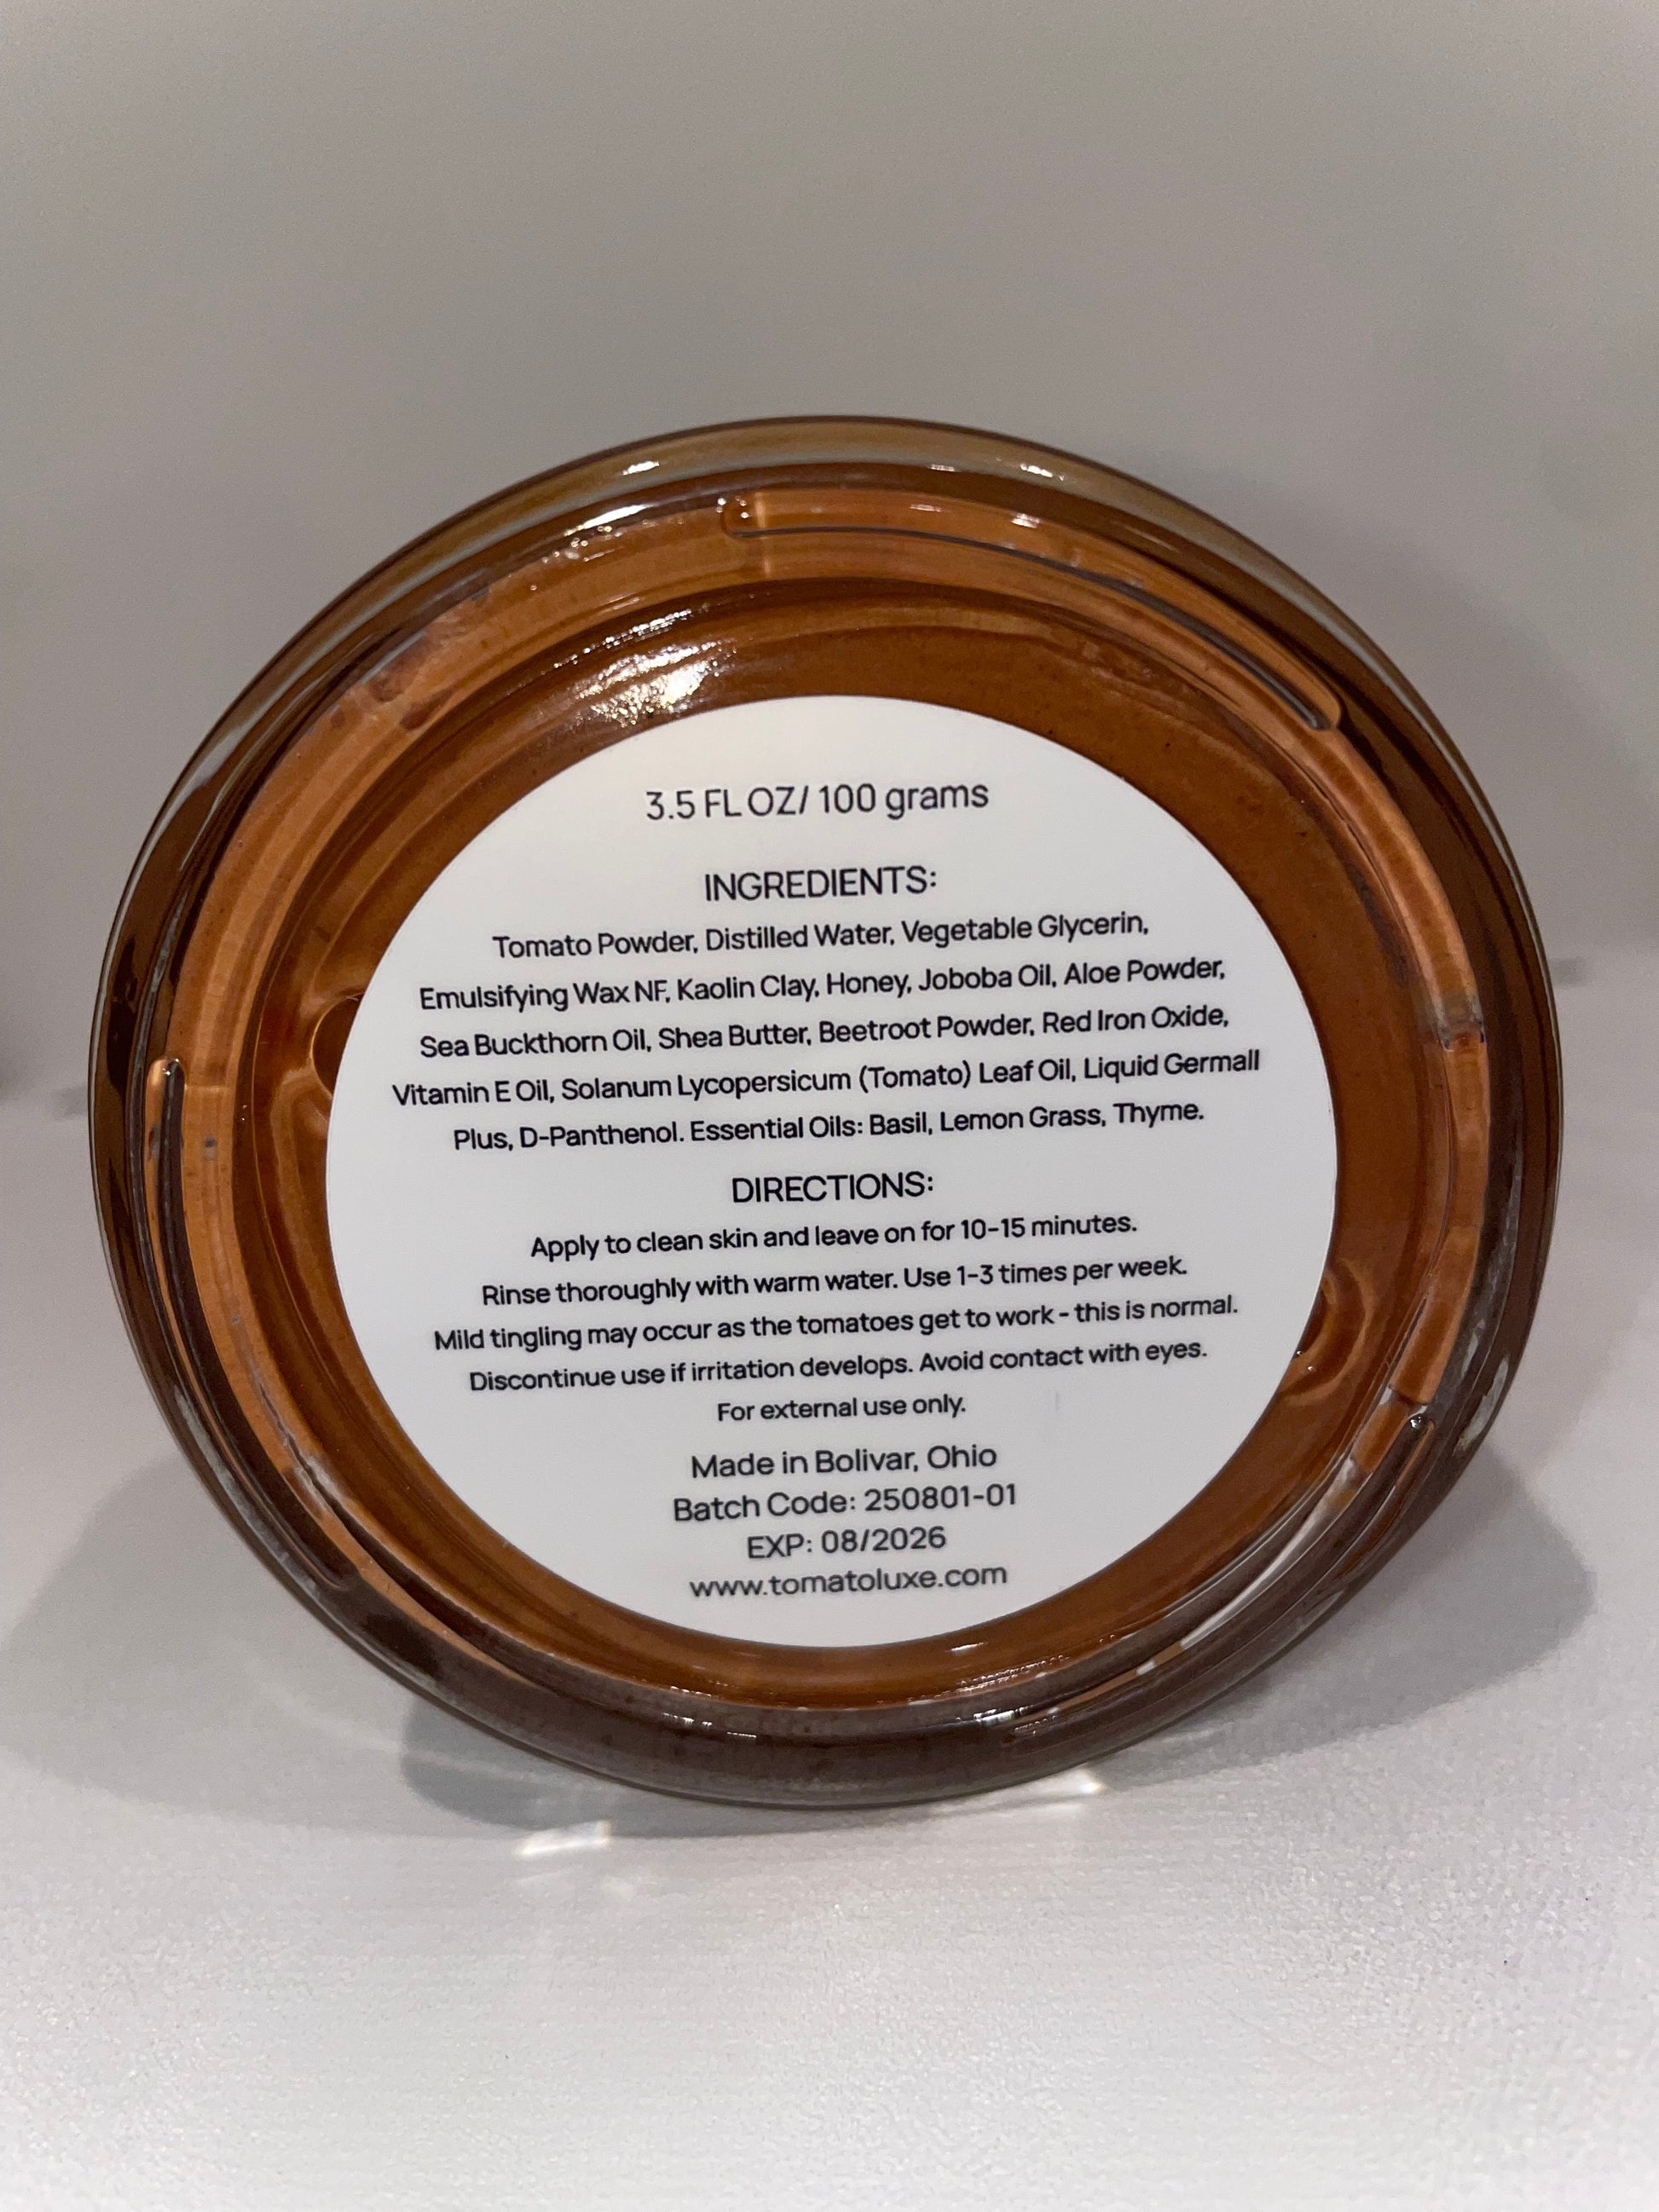 3.5 FL OZ/ 100 grams
INGREDIENTS:
Tomato Powder, Distilled Water, Vegetable Glycerin,
Emulsifying Wax NF, Kaolin Clay, Honey, Joboba Oil, Aloe Powder,
Sea Buckthorn Oil, Shea Butter, Beetroot Powder, Red Iron Oxide,
Vitamin E Oil, Solanum Lycopersicum (Tomato) Leaf Oil, Liquid Germall
Plus, D-Panthenol. Essential Oils: Basil, Lemon Grass, Thyme.
DIRECTIONS:
Apply to clean skin and leave on for 10-15 minutes.
Rinse thoroughly with warm water. Use 1-3 times per week.
Mild tingling may occur as the tomatoes get to work - this is normal.
Discontinue use if irritation develops. Avoid contact with eyes.
For external use only.
Made in Bolivar, Ohio
Batch Code: 250801-01
EXP: 08/2026
www.tomatoluxe.com